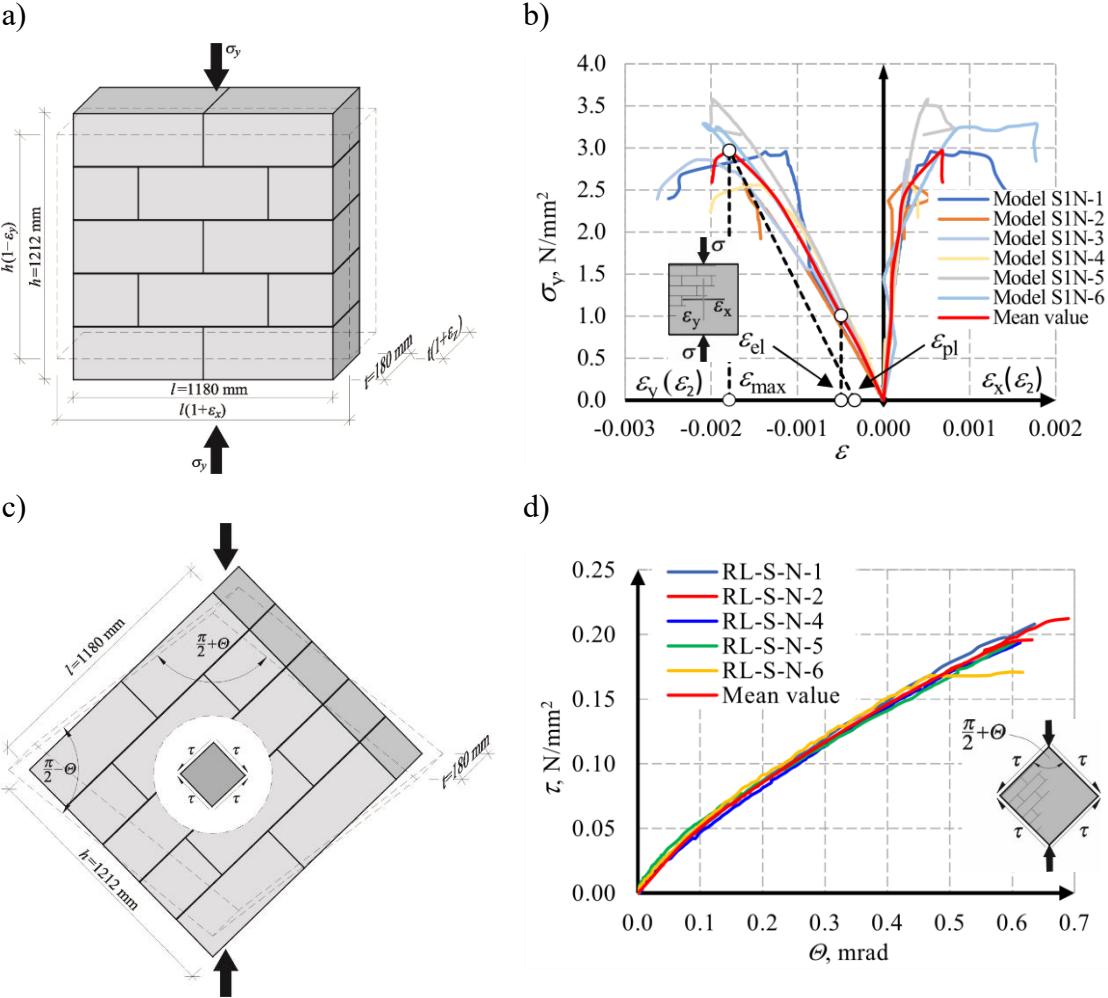 a)
σy
h(1−εy)
h=1212 mm
t=180 mm
t(1+εz)
l=1180 mm
l(1+εx)
σy
b)
4.0
3.5
3.0
2.5
2.0
1.5
1.0
0.5
0.0
σy, N/mm²
-0.003
-0.002
-0.001
0.000
0.001
0.002
ε
Model S1N-1
Model S1N-2
Model S1N-3
Model S1N-4
Model S1N-5
Model S1N-6
Mean value
σ
εy
εx
σ
εel
εpl
εy (ε2)
εmax
εx(ε2)
c)
l=1180 mm
π/2+Θ
π/2−Θ
τ
τ
τ
τ
t=180 mm
h=1212 mm
d)
0.25
0.20
0.15
0.10
0.05
0.00
τ, N/mm²
RL-S-N-1
RL-S-N-2
RL-S-N-4
RL-S-N-5
RL-S-N-6
Mean value
π/2+Θ
τ
τ
τ
τ
0.0
0.1
0.2
0.3
0.4
0.5
0.6
0.7
Θ, mrad